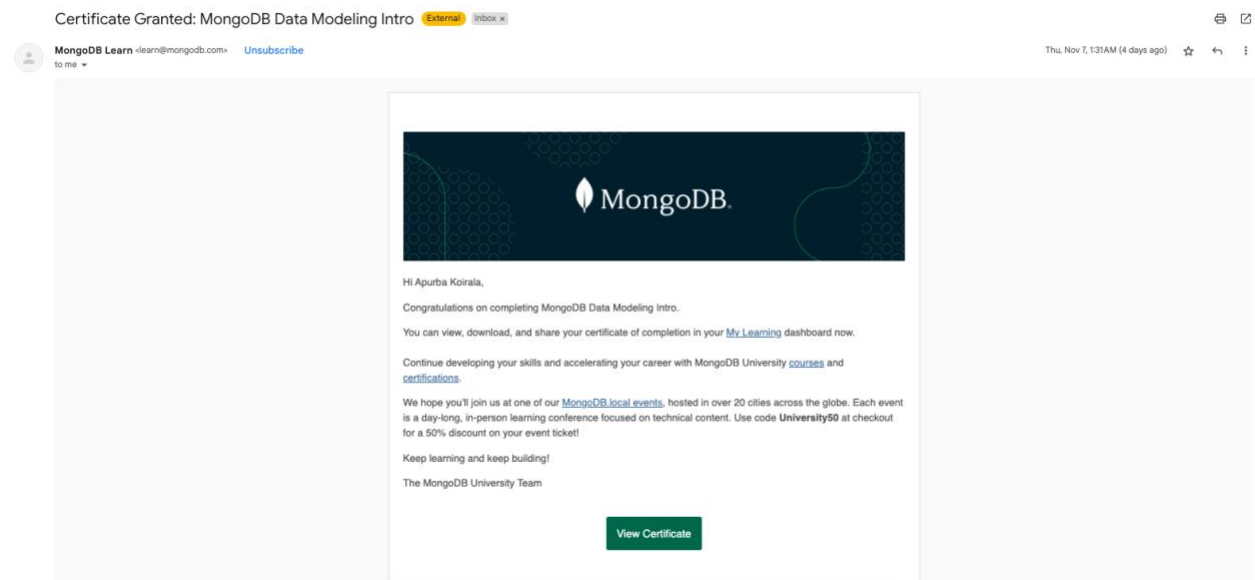 Certificate Granted: MongoDB Data Modeling Intro External Inbox x
MongoDB Learn <learn@mongodb.com> Unsubscribe
Thu, Nov 7, 1:31AM (4 days ago)
to me
MongoDB.
Hi Apurba Koirala,
Congratulations on completing MongoDB Data Modeling Intro.
You can view, download, and share your certificate of completion in your My Learning dashboard now.
Continue developing your skills and accelerating your career with MongoDB University courses and
certifications.
We hope you'll join us at one of our MongoDB.local events, hosted in over 20 cities across the globe. Each event
is a day-long, in-person learning conference focused on technical content. Use code University50 at checkout
for a 50% discount on your event ticket!
Keep learning and keep building!
The MongoDB University Team
View Certificate